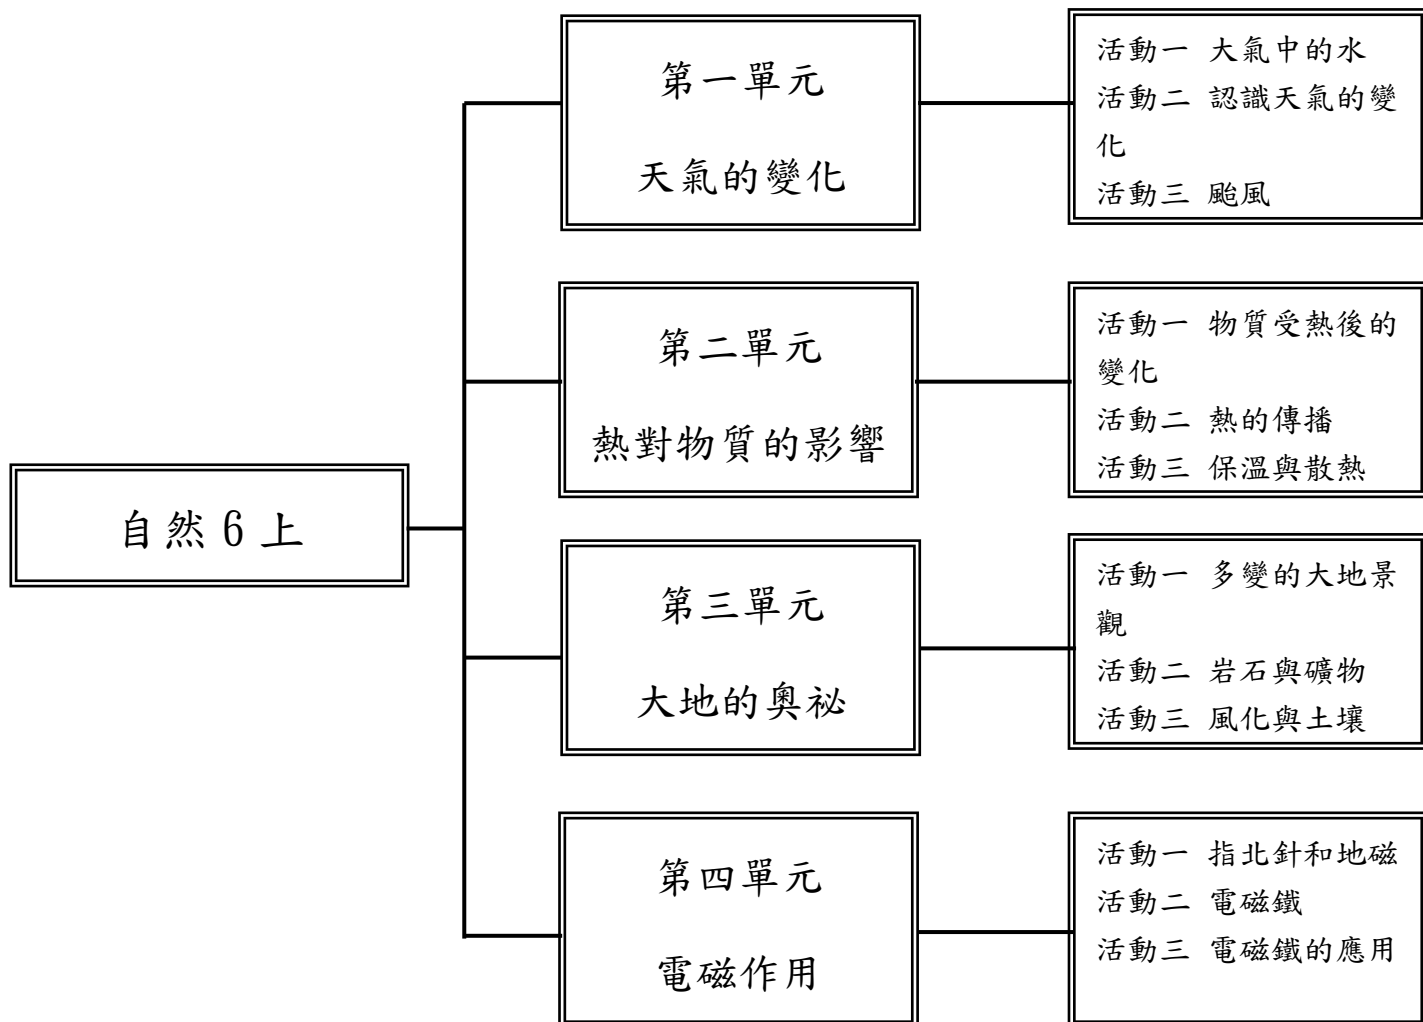 自然 6 上
第一單元
天氣的變化
活動一 大氣中的水
活動二 認識天氣的變
化
活動三 颱風
第二單元
熱對物質的影響
活動一 物質受熱後的
變化
活動二 熱的傳播
活動三 保溫與散熱
第三單元
大地的奧祕
活動一 多變的大地景
觀
活動二 岩石與礦物
活動三 風化與土壤
第四單元
電磁作用
活動一 指北針和地磁
活動二 電磁鐵
活動三 電磁鐵的應用